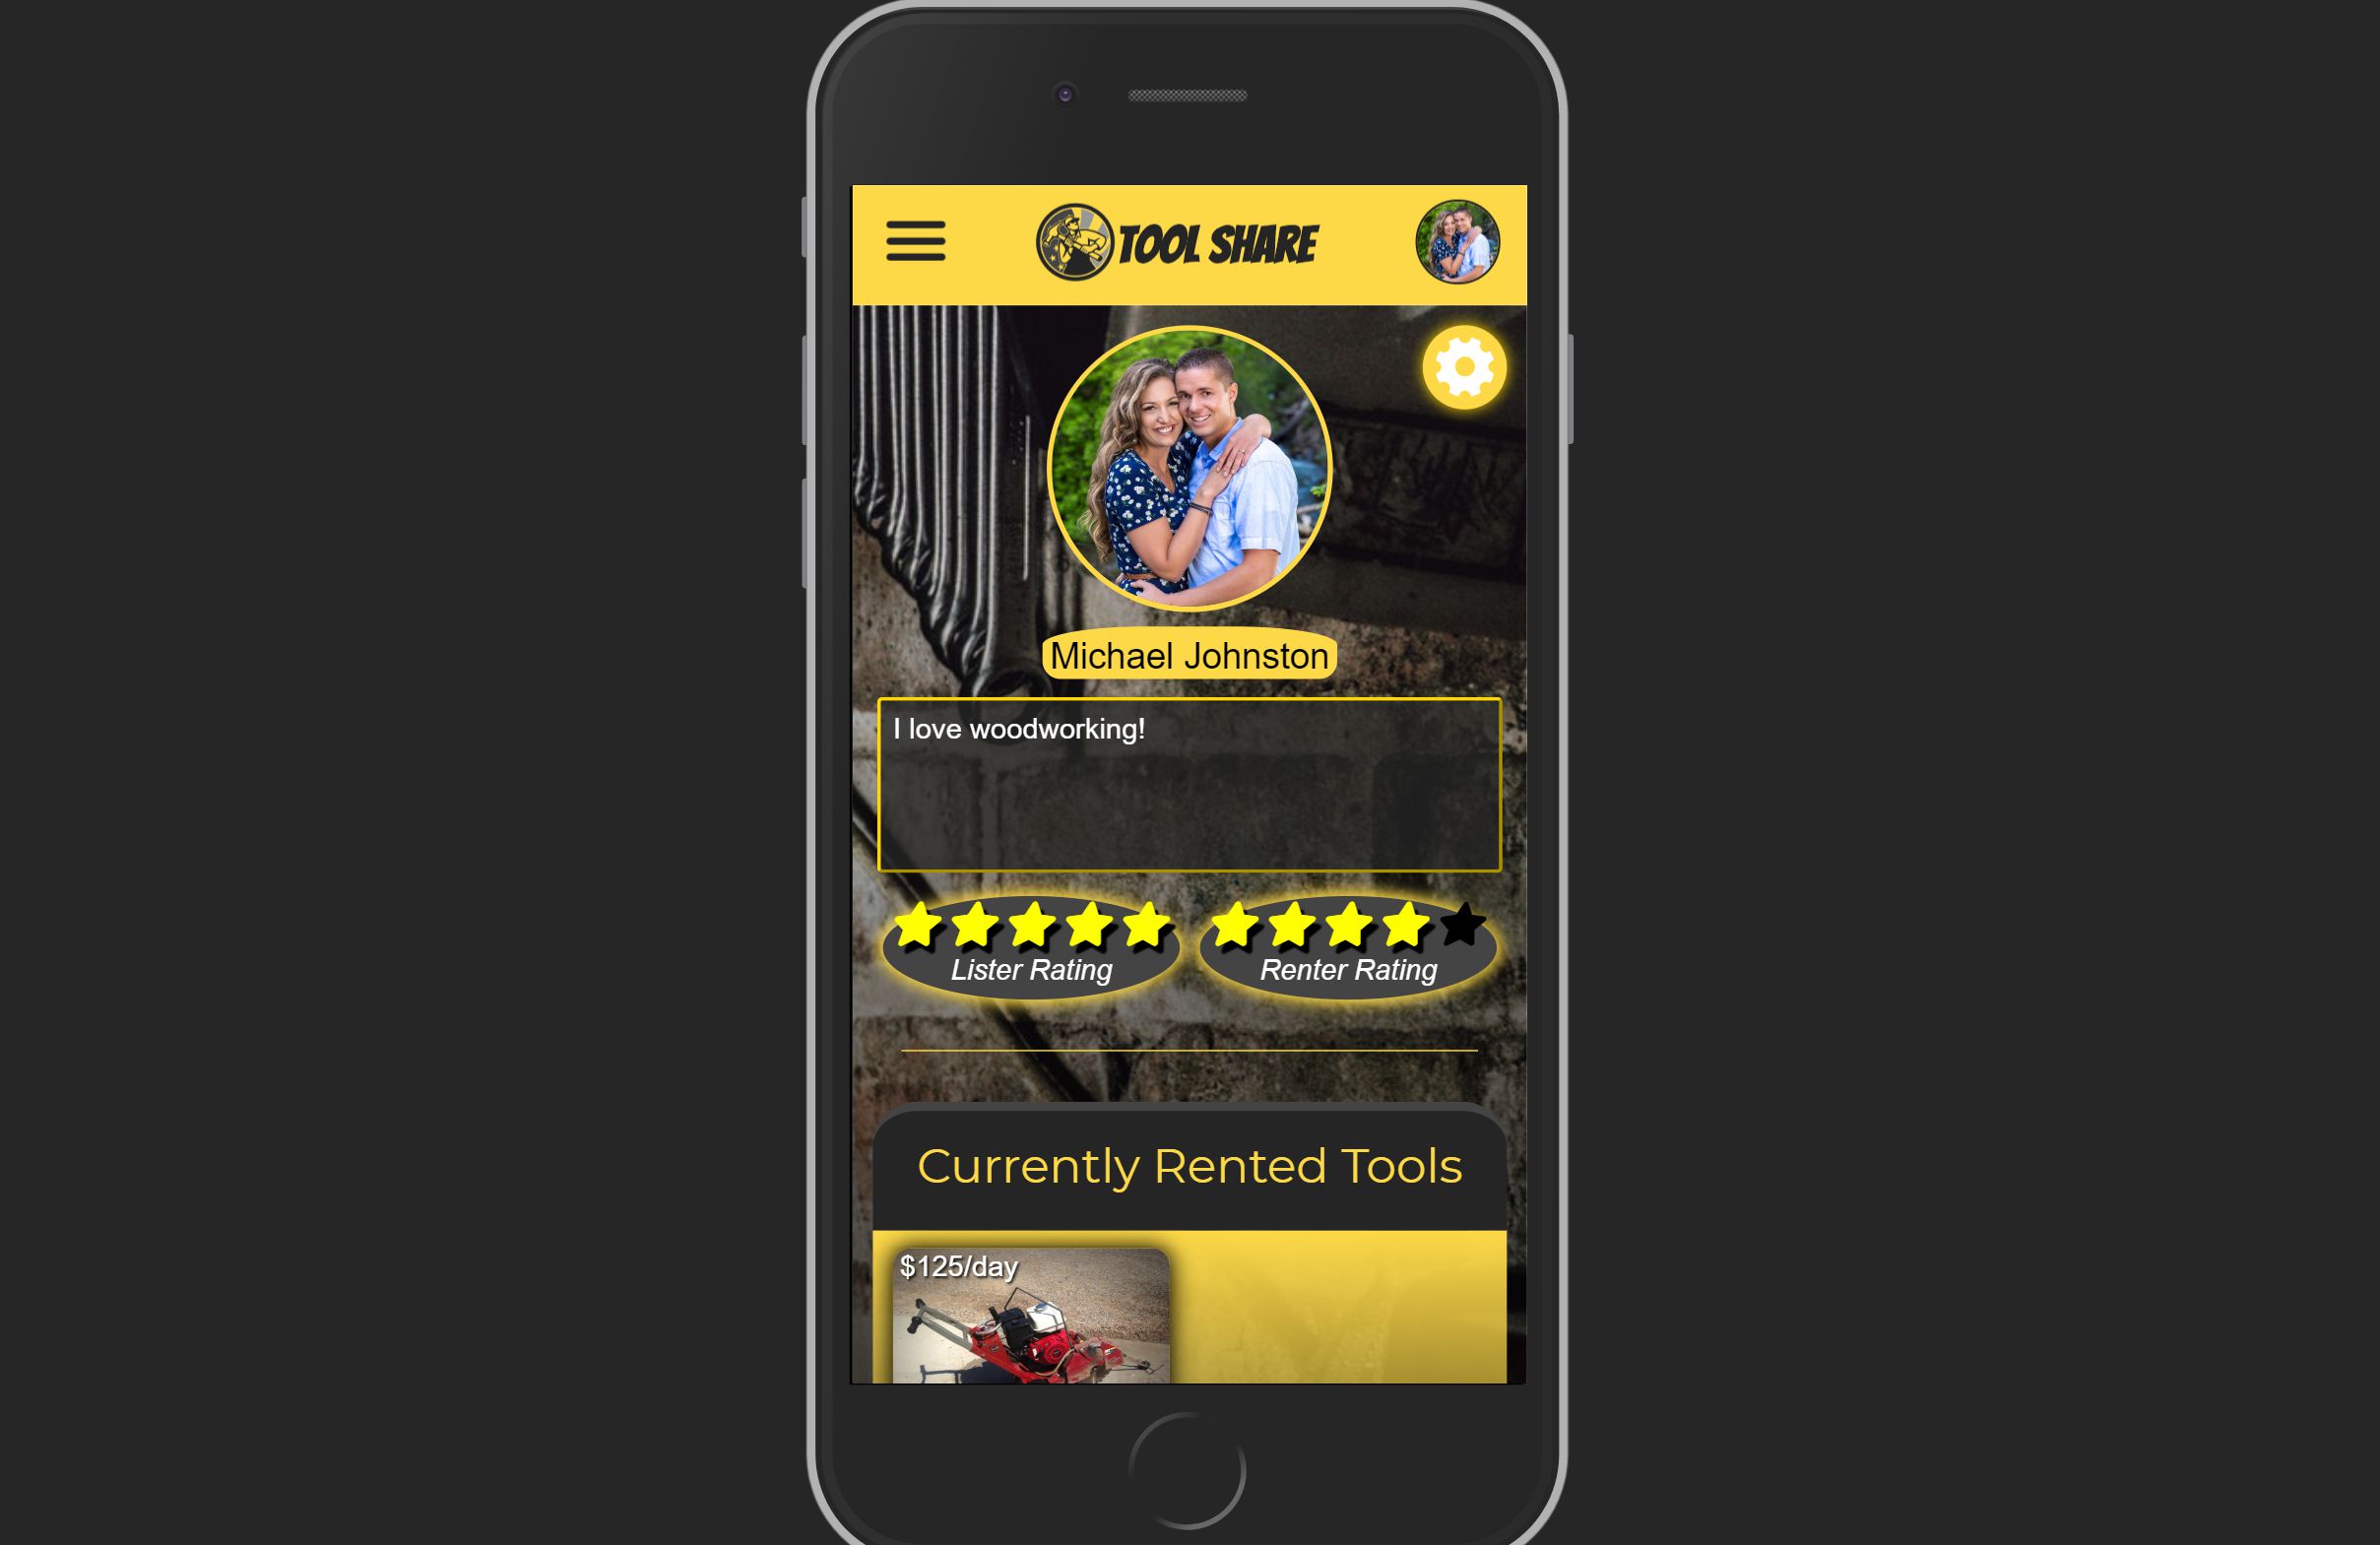 TOOL SHARE
Michael Johnston
I love woodworking!
Lister Rating
Renter Rating
Currently Rented Tools
$125/day